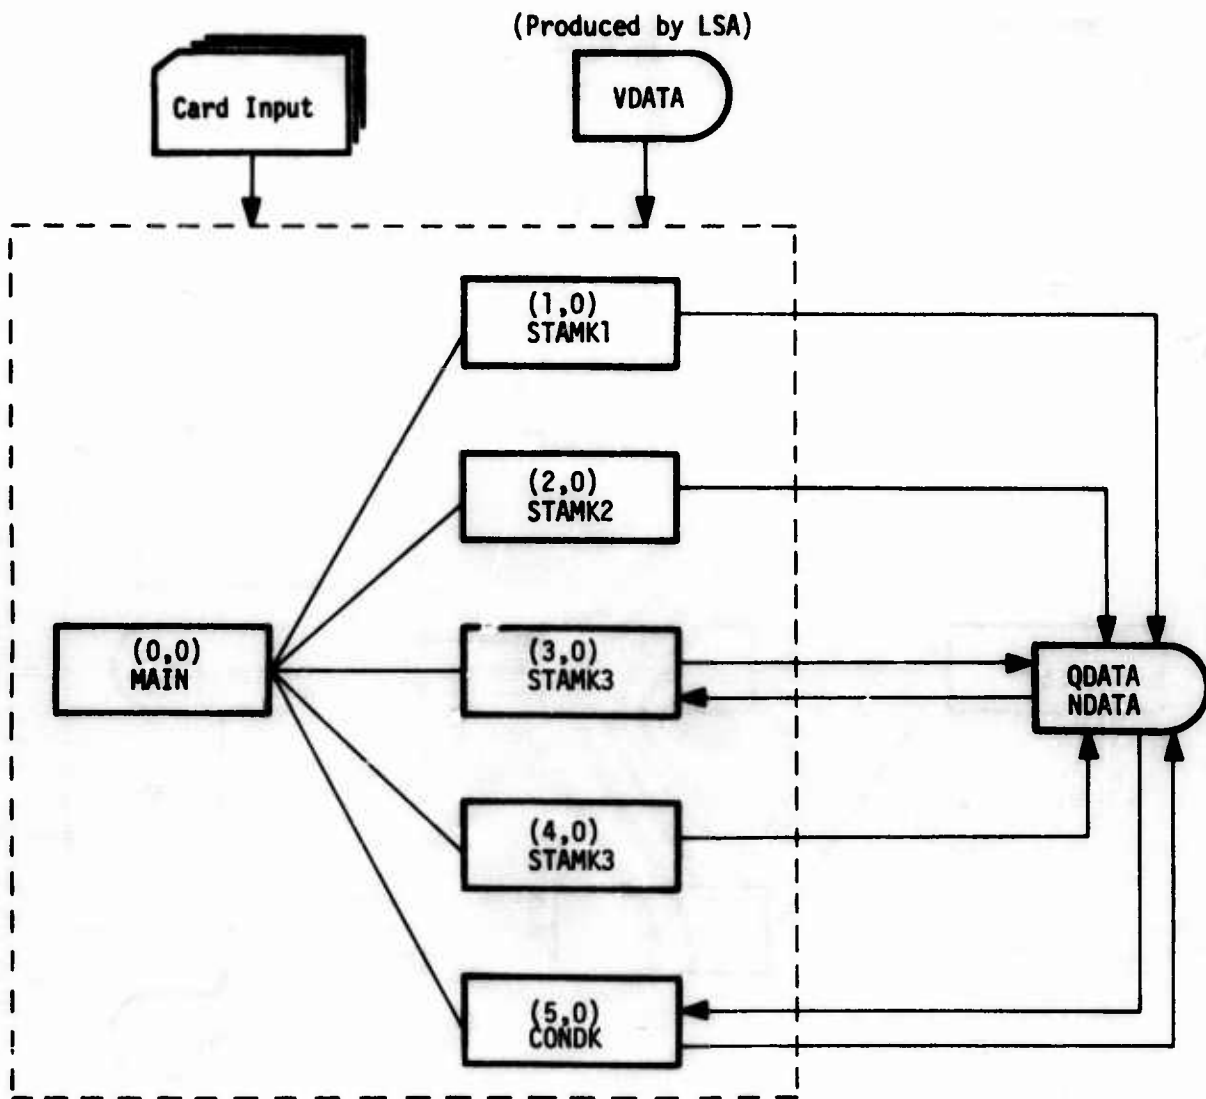 (Produced by LSA)
Card Input
VDATA
(1,0)
STAMK1
(2,0)
STAMK2
(0,0)
MAIN
(3,0)
STAMK3
QDATA
NDATA
(4,0)
STAMK3
(5,0)
CONDK